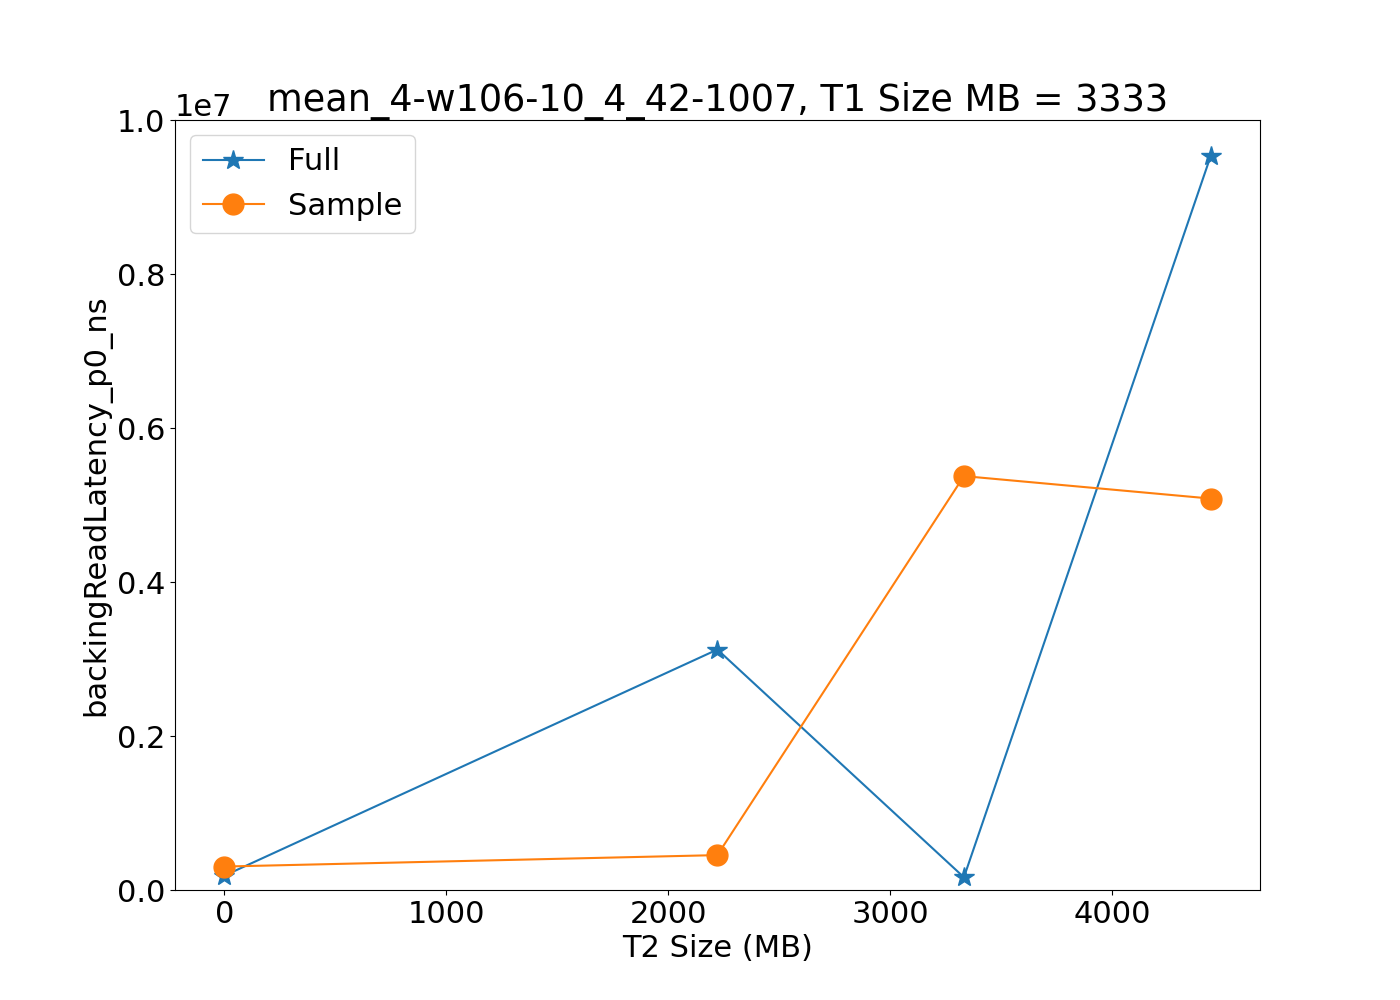 mean_4-w106-10_4_42-1007, T1 Size MB = 3333
1e7
Full
Sample
1.0
0.8
0.6
0.4
0.2
0.0
backingReadLatency_p0_ns
0 1000 2000 3000 4000
T2 Size (MB)